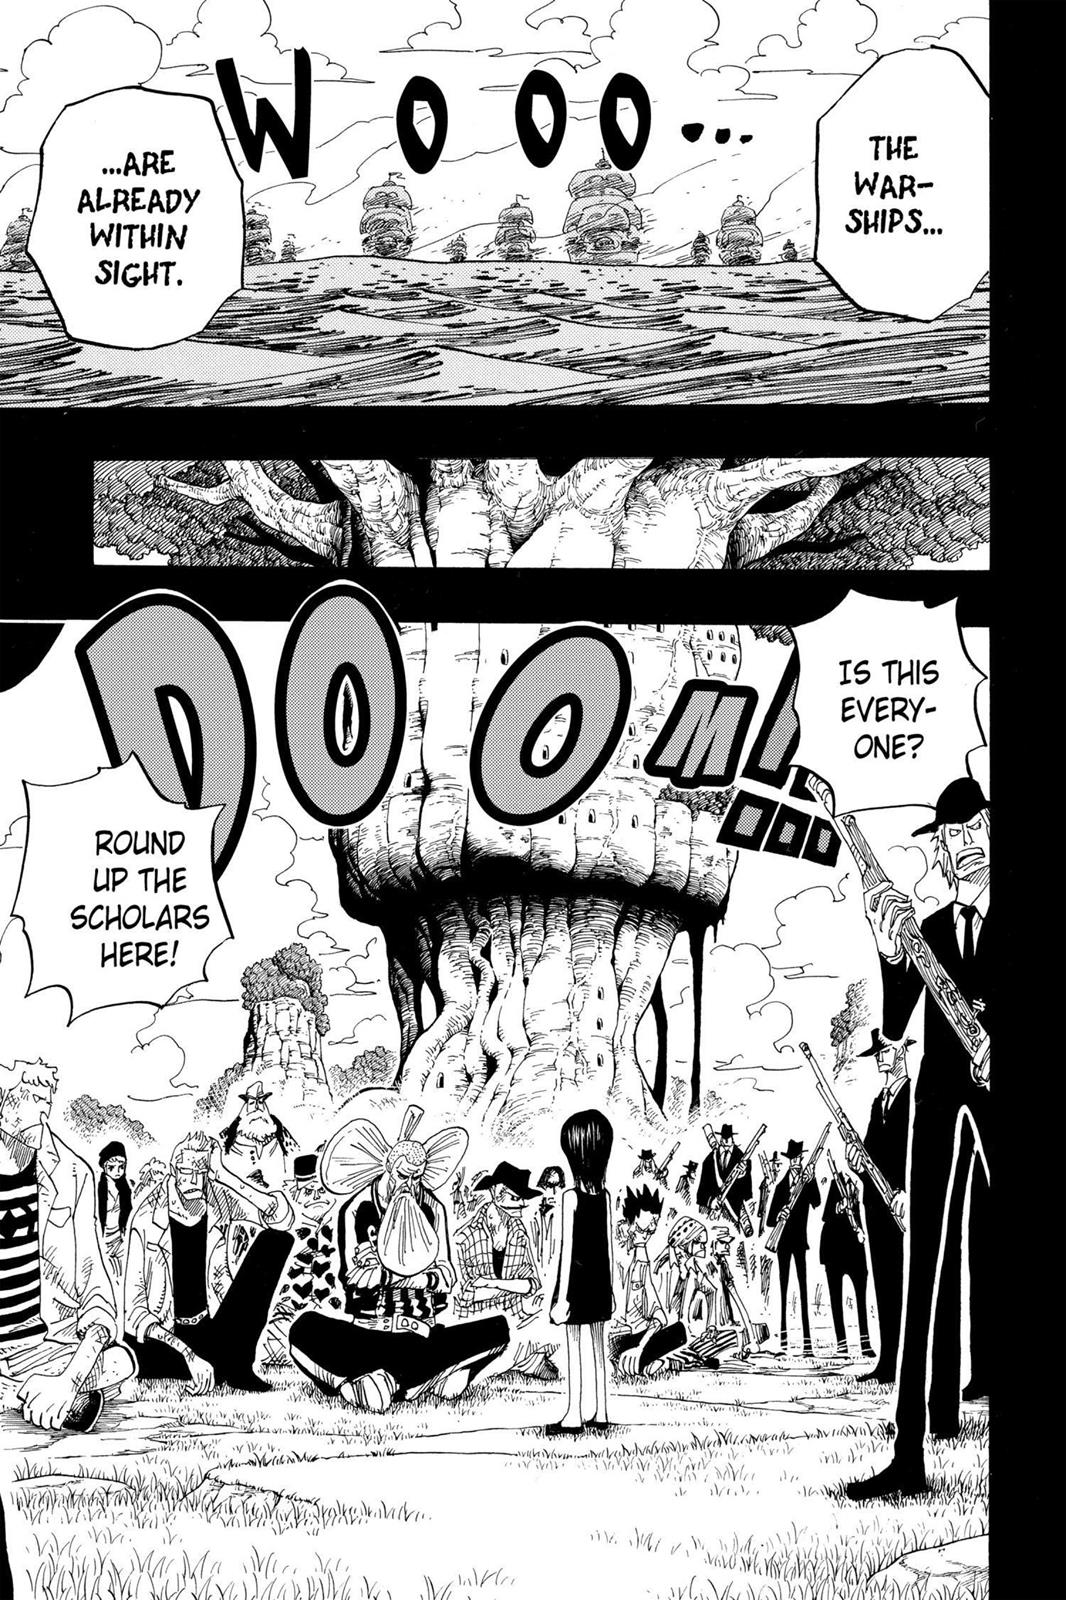 THE
WAR-
SHIPS...
WOOO...
...ARE
ALREADY
WITHIN
SIGHT.
IS THIS
EVERY-
ONE?
DOOM!...
ROUND
UP THE
SCHOLARS
HERE!